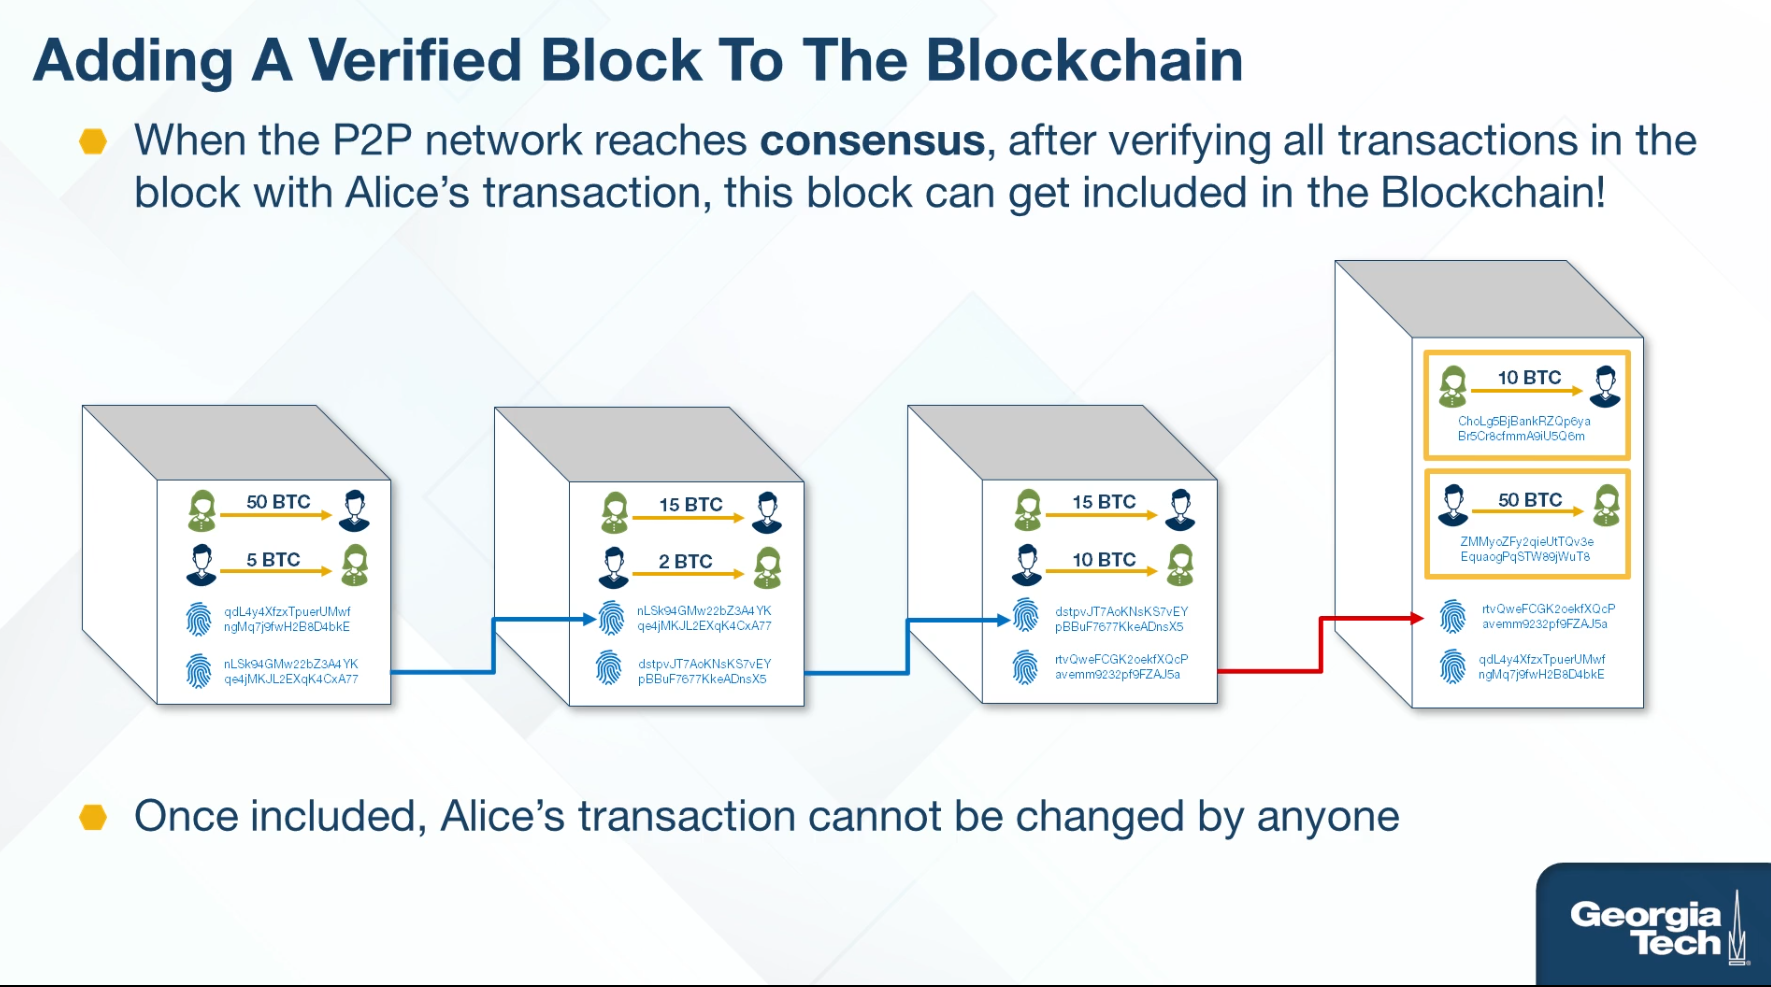 Adding A Verified Block To The Blockchain
When the P2P network reaches consensus, after verifying all transactions in the
block with Alice's transaction, this block can get included in the Blockchain!
50 BTC
5 BTC
qdL4y4XfzxTpuerUMwf
ngMq7j9fwH2B8D4bkE
nLSk94GMw22bZ3A4YK
qe4jMKJL2EXqK4CxA77
15 BTC
2 BTC
nLSk94GMw22bZ3A4YK
qe4jMKJL2EXqK4CxA77
dstpvJT7AoKNsKS7vEY
pBBuF7677KkeADnsX5
15 BTC
10 BTC
dstpvJT7AoKNsKS7vEY
pBBuF7677KkeADnsX5
rtvQweFCGK2oekfXQcP
avemm9232pf9FZAJ5a
10 BTC
ChoLg5BjBankRZQp6ya
Br5Cr8cfmmA9iU5Q6m
50 BTC
ZMMyoZFy2qieUtTQv3e
EquaogPqSTW89jWuT8
rtvQweFCGK2oekfXQcP
avemm9232pf9FZAJ5a
qdL4y4XfzxTpuerUMwf
ngMq7j9fwH2B8D4bkE
Once included, Alice's transaction cannot be changed by anyone
Georgia
Tech